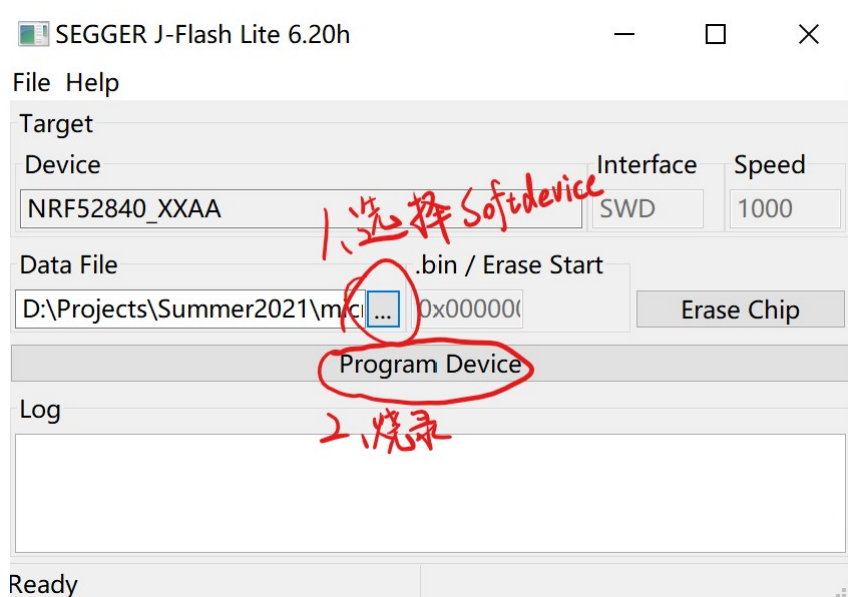 SEGGER J-Flash Lite 6.20h
File Help
Target
Device
Interface
Speed
NRF52840_XXAA
SWD
1000
1、选择Softdevice
Data File
.bin / Erase Start
D:\Projects\Summer2021\mic
...
0x000000
Erase Chip
Program Device
2、烧录
Log
Ready